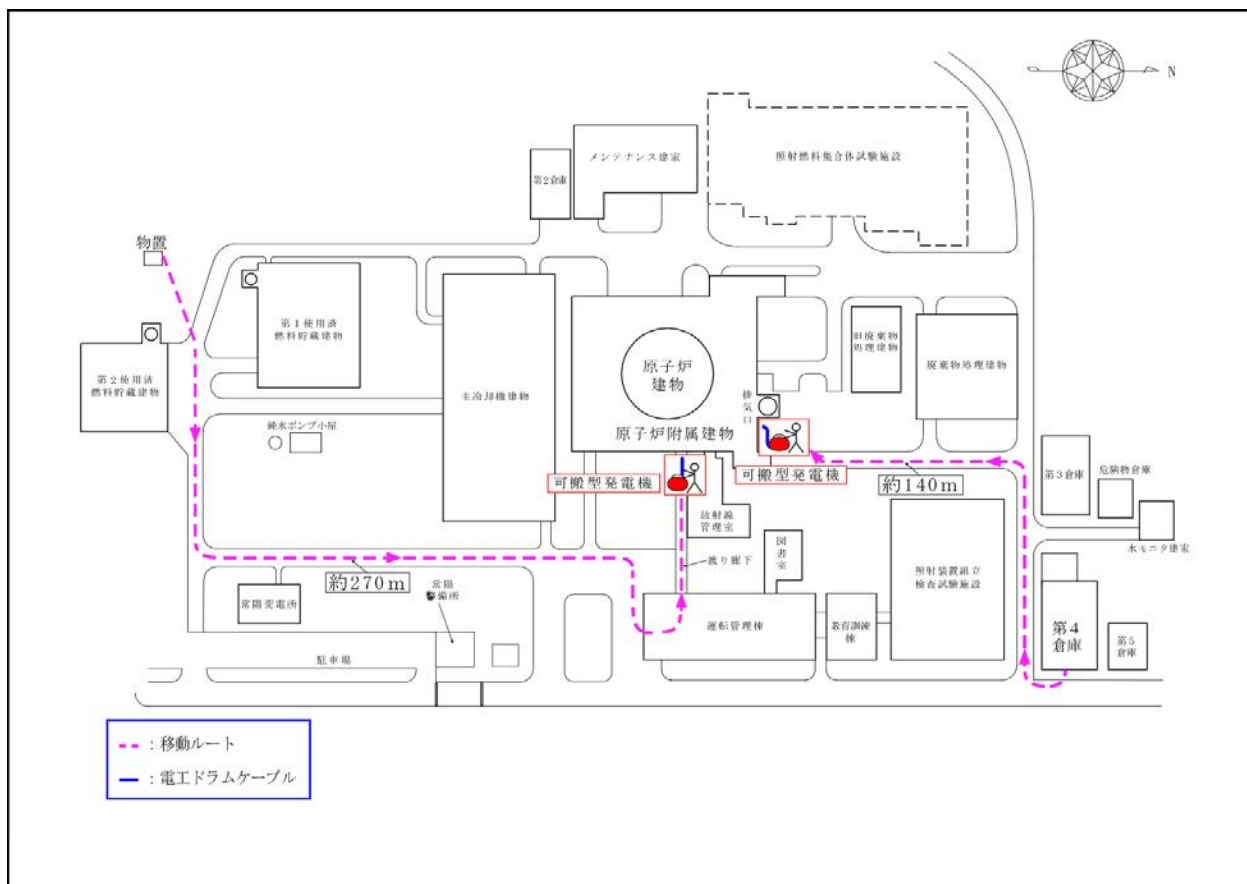 N
メンテナンス建家
照射燃料集合体試験施設
第2倉庫
物置
第1使用済
燃料貯蔵建物
原子炉
建物
旧廃棄物
処理建物
廃棄物処理建物
第2使用済
燃料貯蔵建物
主冷却機建物
排気口
純水ポンプ小屋
原子炉附属建物
可搬型発電機
可搬型発電機
約140m
第3倉庫
危険物倉庫
放射線
管理室
水モニタ建家
図書室
渡り廊下
照射装置組立
検査試験施設
約270m
常陽変電所
常陽
警備所
運転管理棟
教育訓練
棟
第4
倉庫
第5
倉庫
駐車場
：移動ルート
：電工ドラムケーブル